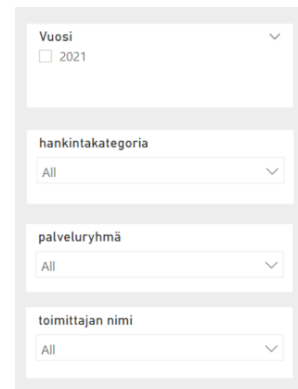 Vuosi
2021
hankintakategoria
All
palveluryhmä
All
toimittajan nimi
All